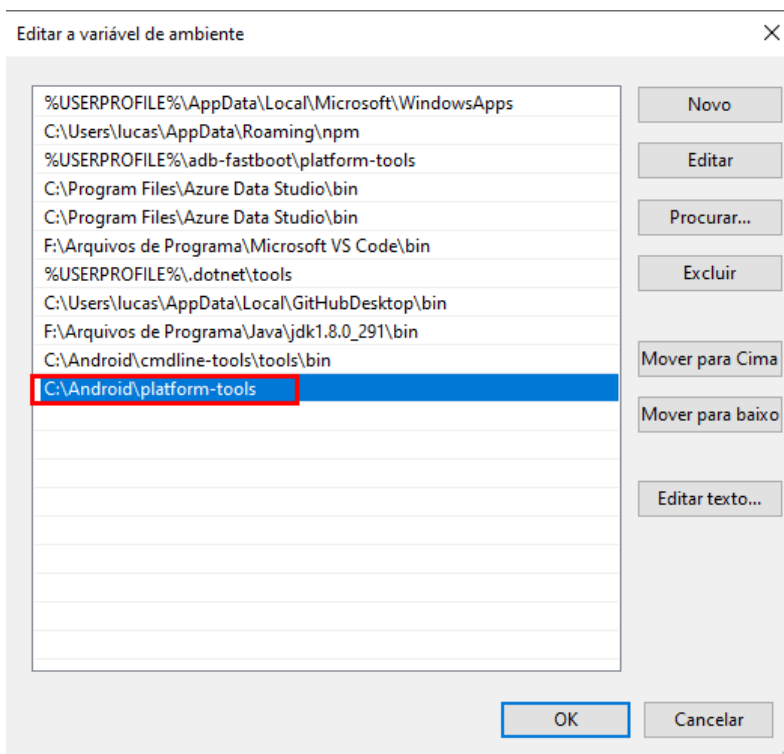 Editar a variável de ambiente
%USERPROFILE%\AppData\Local\Microsoft\WindowsApps
C:\Users\lucas\AppData\Roaming\npm
%USERPROFILE%\adb-fastboot\platform-tools
C:\Program Files\Azure Data Studio\bin
C:\Program Files\Azure Data Studio\bin
F:\Arquivos de Programa\Microsoft VS Code\bin
%USERPROFILE%\.dotnet\tools
C:\Users\lucas\AppData\Local\GitHubDesktop\bin
F:\Arquivos de Programa\Java\jdk1.8.0_291\bin
C:\Android\cmdline-tools\tools\bin
C:\Android\platform-tools
Novo
Editar
Procurar...
Excluir
Mover para Cima
Mover para baixo
Editar texto...
OK
Cancelar